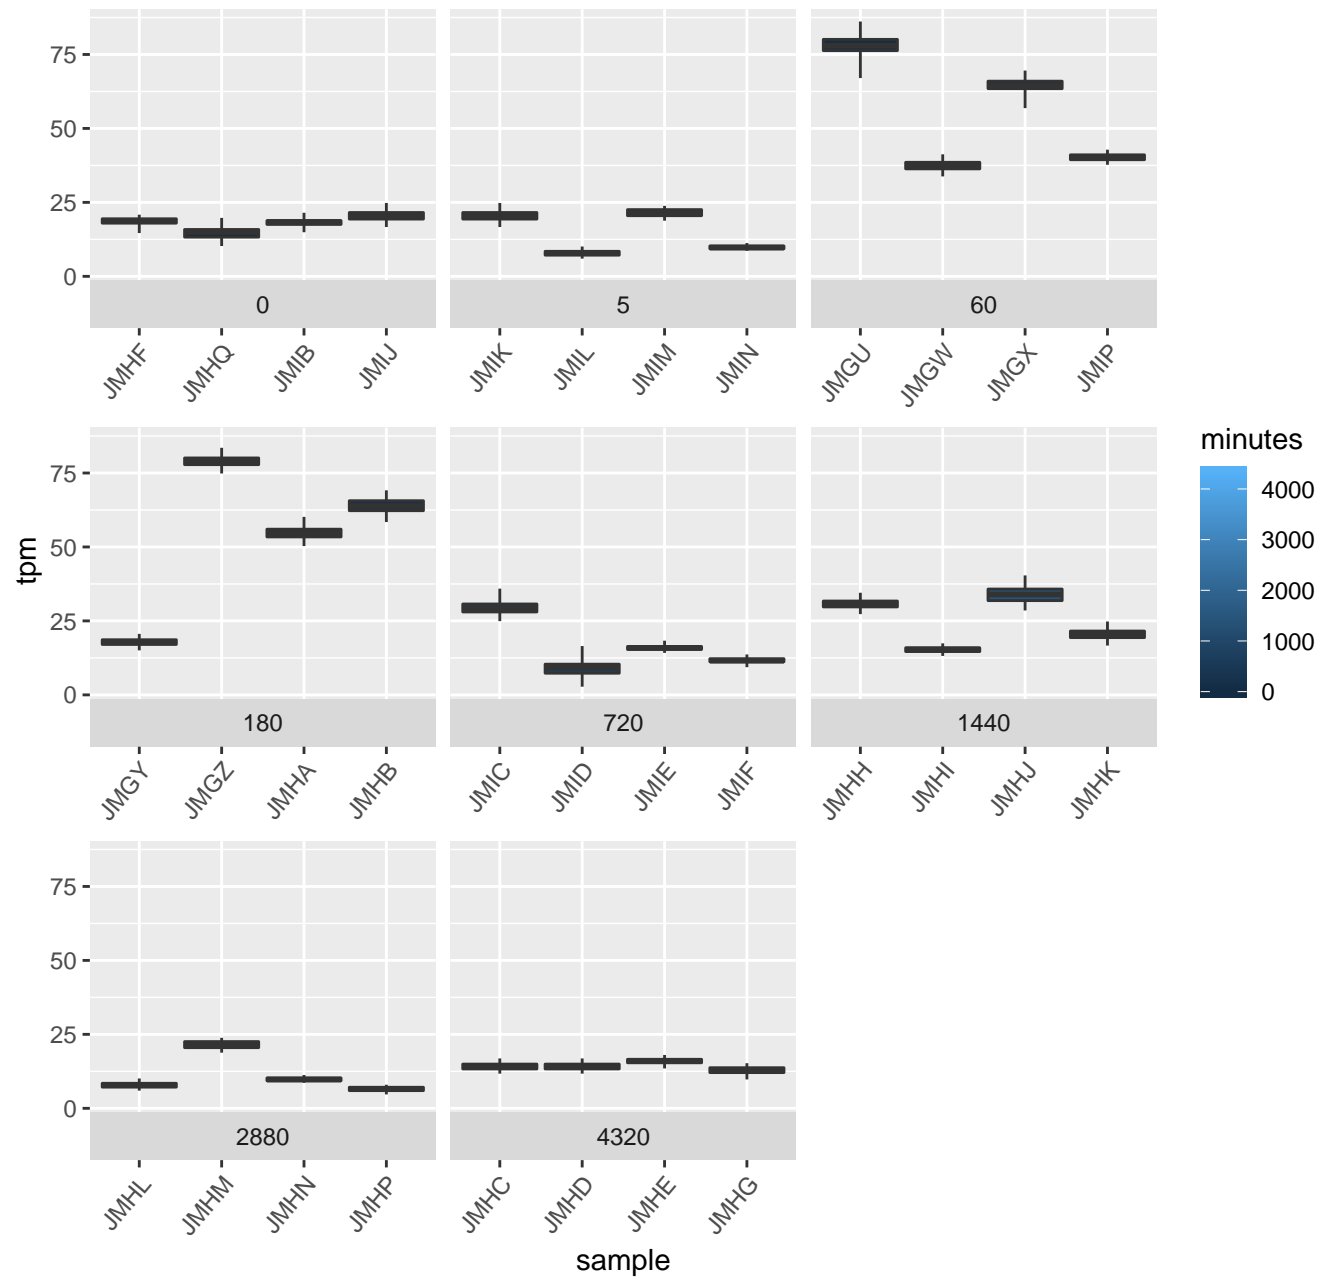 75
50
25
0
0
5
60
JMHF JMHQ JMIB JMIJ
JMIK JMIL JMIM JMIN
JMGU JMGW JMGX JMIP
tpm
75
50
25
0
180
720
1440
JMGY JMGZ JMHA JMHB
JMIC JMID JMIE JMIF
JMHH JMHI JMHJ JMHK
minutes
4000
3000
2000
1000
0
75
50
25
0
2880
4320
JMHL JMHM JMHN JMHP
JMHC JMHD JMHE JMHG
sample